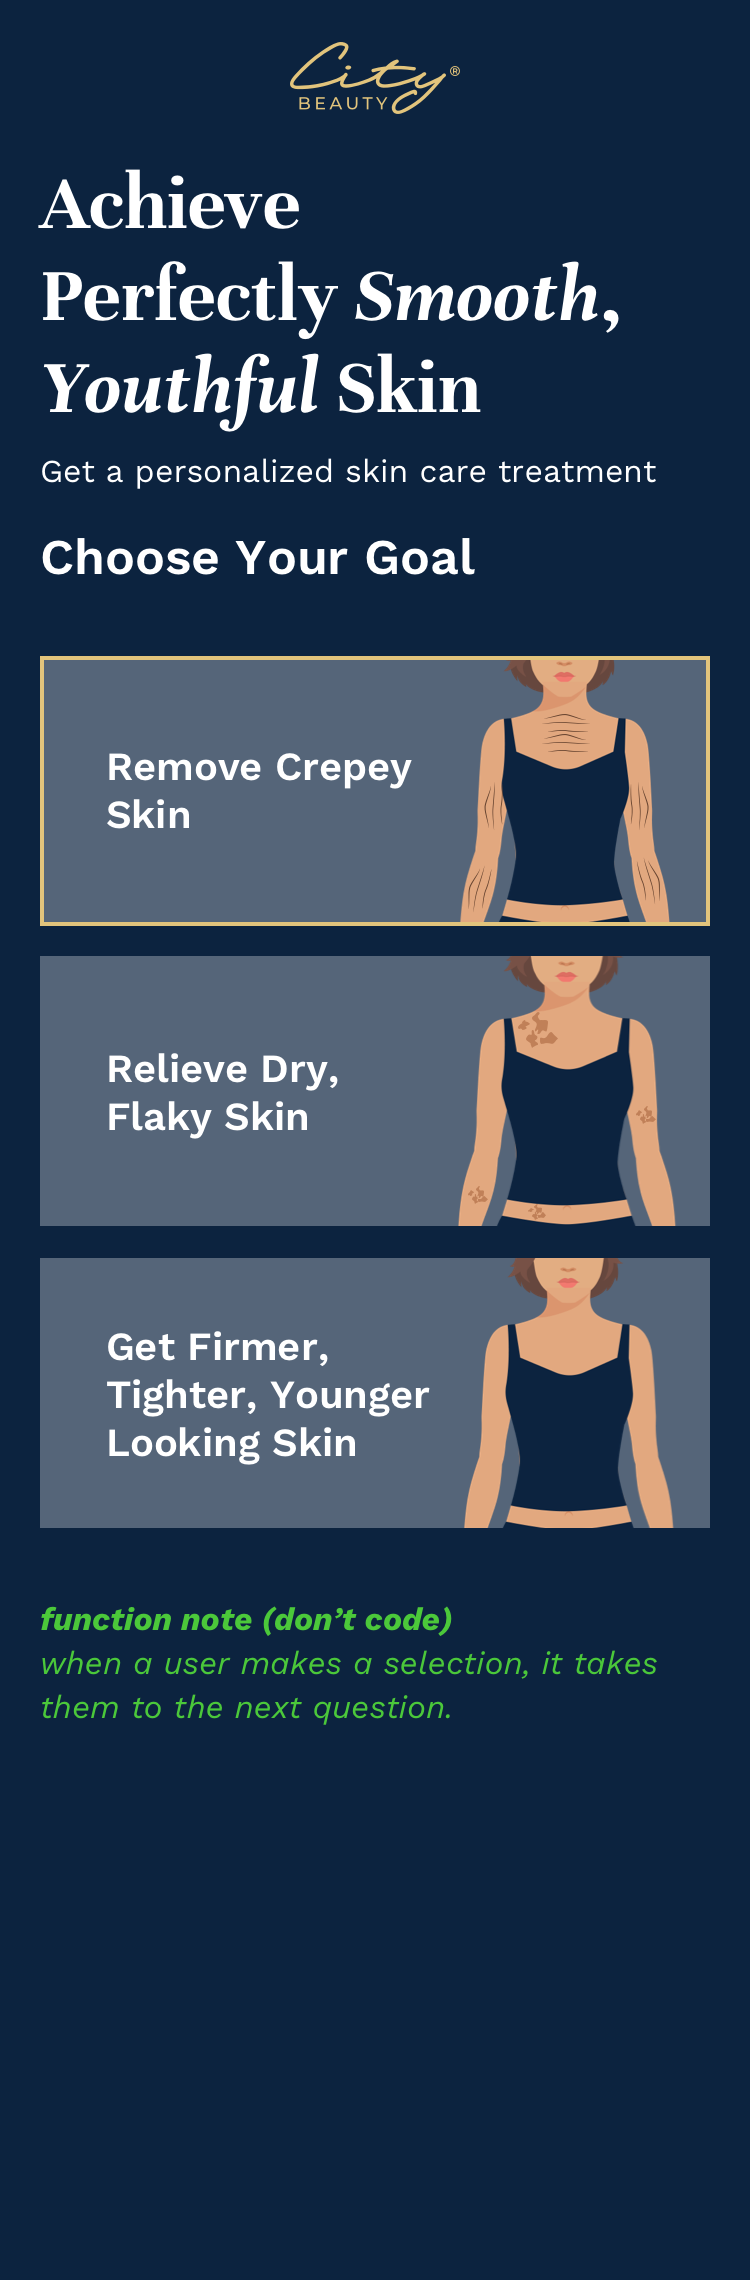 City®
BEAUTY
Achieve
Perfectly Smooth,
Youthful Skin
Get a personalized skin care treatment
Choose Your Goal
Remove Crepey
Skin
Relieve Dry,
Flaky Skin
Get Firmer,
Tighter, Younger
Looking Skin
function note (don’t code)
when a user makes a selection, it takes
them to the next question.